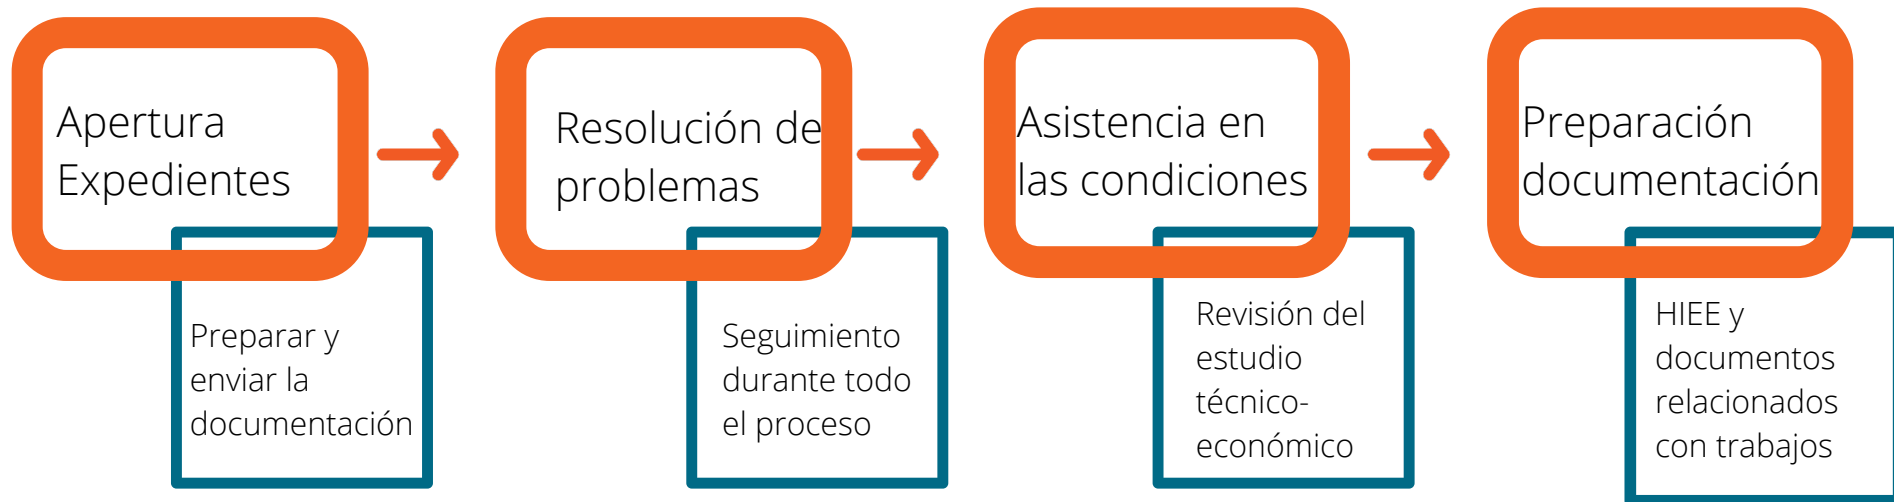 Apertura
Expedientes
Preparar y
enviar la
documentación
Resolución de
problemas
Seguimiento
durante todo
el proceso
Asistencia en
las condiciones
Revisión del
estudio
técnico-
económico
Preparación
documentación
HIEE y
documentos
relacionados
con trabajos